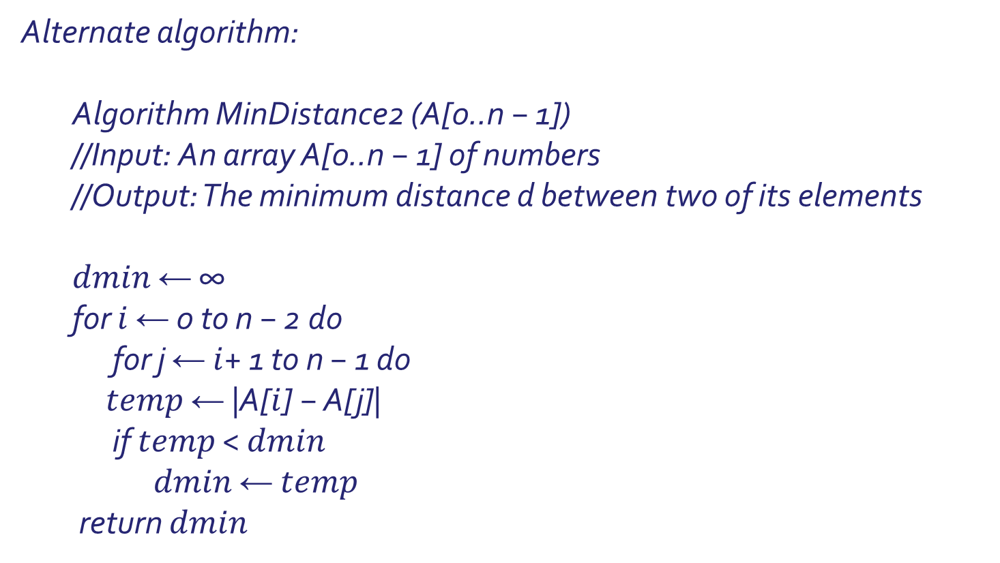 Alternate algorithm:
Algorithm MinDistance2 (A[0..n − 1])
//Input: An array A[0..n − 1] of numbers
//Output: The minimum distance d between two of its elements
dmin ⟵ ∞
for i ⟵ 0 to n − 2 do
for j ⟵ i+ 1 to n − 1 do
temp ⟵ |A[i] − A[j]|
if temp < dmin
dmin ⟵ temp
return dmin